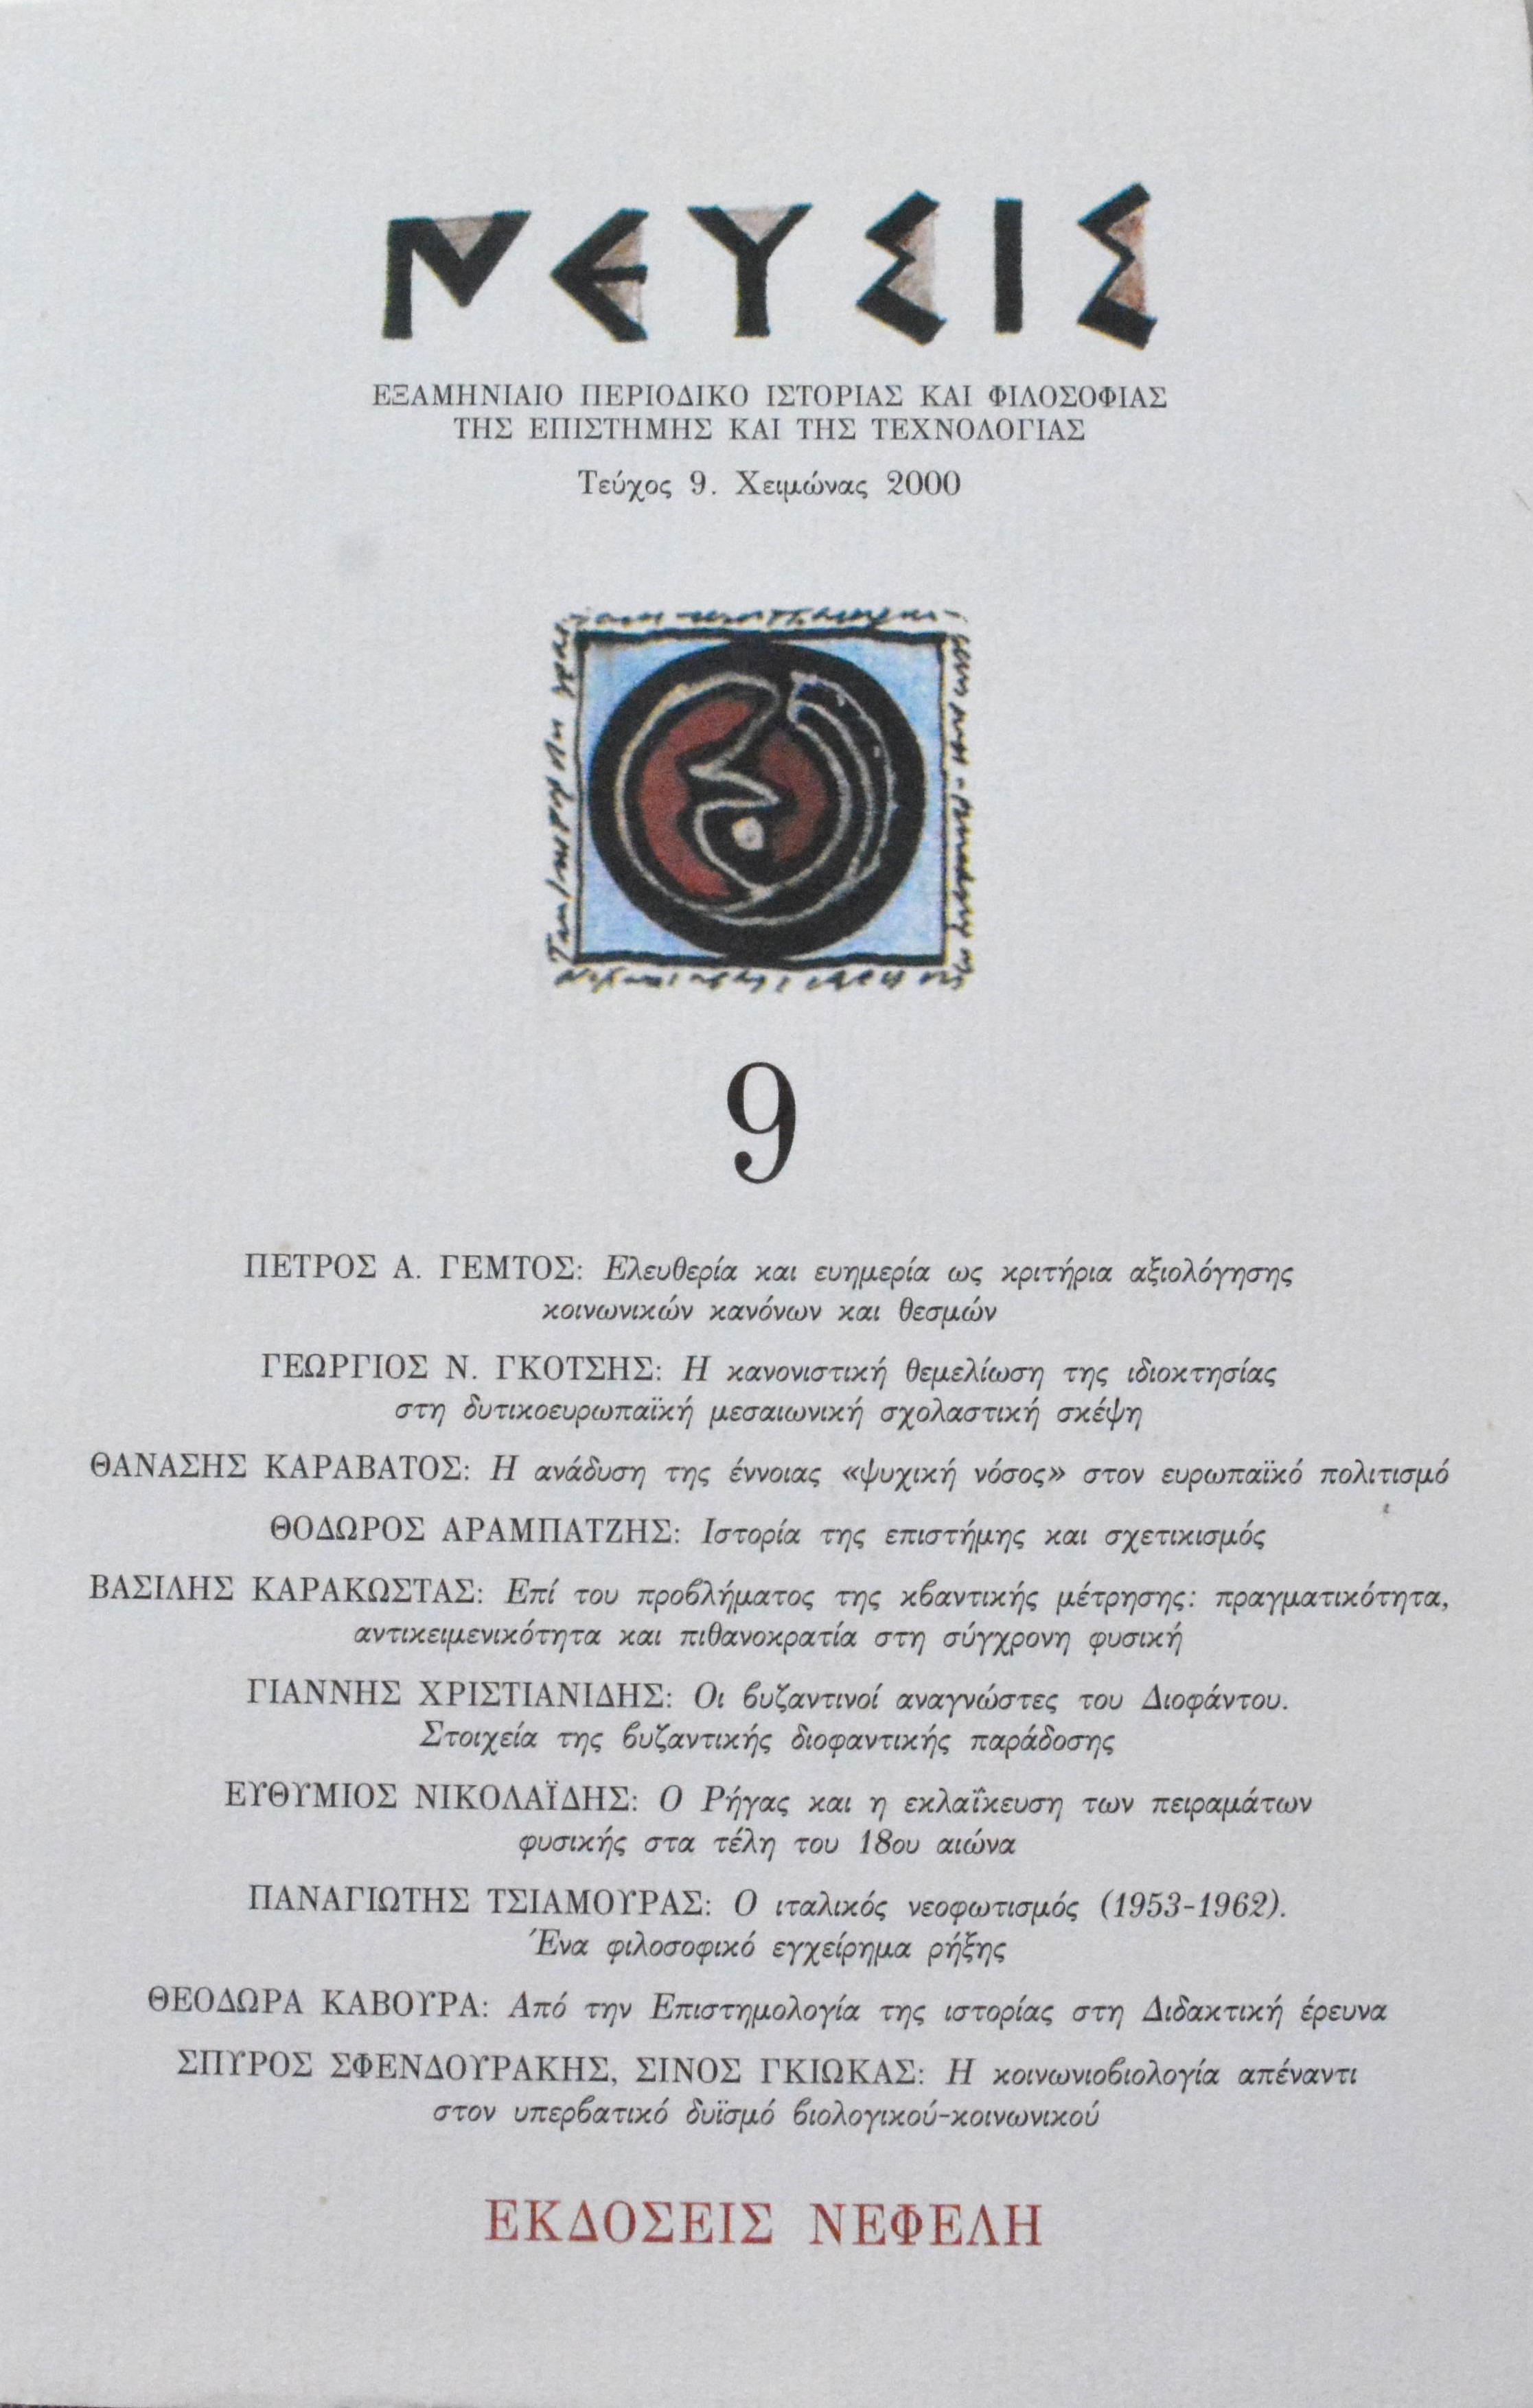 ΝΕΥΣΙΣ
ΕΞΑΜΗΝΙΑΙΟ ΠΕΡΙΟΔΙΚΟ ΙΣΤΟΡΙΑΣ ΚΑΙ ΦΙΛΟΣΟΦΙΑΣ
ΤΗΣ ΕΠΙΣΤΗΜΗΣ ΚΑΙ ΤΗΣ ΤΕΧΝΟΛΟΓΙΑΣ
Τεύχος 9. Χειμώνας 2000
9
ΠΕΤΡΟΣ Α. ΓΕΜΤΟΣ: Ελευθερία και ευημερία ως κριτήρια αξιολόγησης
κοινωνικών κανόνων και θεσμών
ΓΕΩΡΓΙΟΣ Ν. ΓΚΟΤΣΗΣ: Η κανονιστική θεμελίωση της ιδιοκτησίας
στη δυτικοευρωπαϊκή μεσαιωνική σχολαστική σκέψη
ΘΑΝΑΣΗΣ ΚΑΡΑΒΑΤΟΣ: Η ανάδυση της έννοιας «ψυχική νόσος» στον ευρωπαϊκό πολιτισμό
ΘΟΔΩΡΟΣ ΑΡΑΜΠΑΤΖΗΣ: Ιστορία της επιστήμης και σχετικισμός
ΒΑΣΙΛΗΣ ΚΑΡΑΚΩΣΤΑΣ: Επί του προβλήματος της κβαντικής μέτρησης: πραγματικότητα,
αντικειμενικότητα και πιθανοκρατία στη σύγχρονη φυσική
ΓΙΑΝΝΗΣ ΧΡΙΣΤΙΑΝΙΔΗΣ: Οι βυζαντινοί αναγνώστες του Διοφάντου.
Στοιχεία της βυζαντικής διοφαντικής παράδοσης
ΕΥΘΥΜΙΟΣ ΝΙΚΟΛΑΪΔΗΣ: Ο Ρήγας και η εκλαΐκευση των πειραμάτων
φυσικής στα τέλη του 18ου αιώνα
ΠΑΝΑΓΙΩΤΗΣ ΤΣΙΑΜΟΥΡΑΣ: Ο ιταλικός νεοφωτισμός (1953-1962).
Ένα φιλοσοφικό εγχείρημα ρήξης
ΘΕΟΔΩΡΑ ΚΑΒΟΥΡΑ: Από την Επιστημολογία της ιστορίας στη Διδακτική έρευνα
ΣΠΥΡΟΣ ΣΦΕΝΔΟΥΡΑΚΗΣ, ΣΙΝΟΣ ΓΚΙΩΚΑΣ: Η κοινωνιοβιολογία απέναντι
στον υπερβατικό δυϊσμό βιολογικού-κοινωνικού
ΕΚΔΟΣΕΙΣ ΝΕΦΕΛΗ